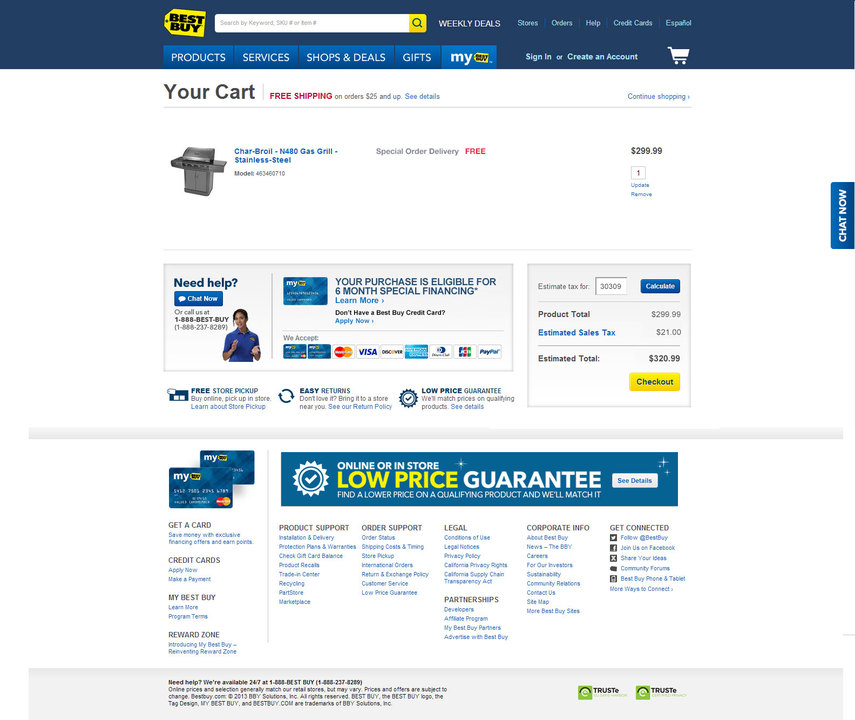 BEST BUY
Search by Keyword, SKU # or Item #
WEEKLY DEALS
Stores Orders Help Credit Cards Español
PRODUCTS SERVICES SHOPS & DEALS GIFTS my BEST BUY
Sign In or Create an Account
Your Cart
FREE SHIPPING on orders $25 and up. See details
Continue shopping ›
Char-Broil - N480 Gas Grill -
Stainless-Steel
Model: 463460710
Special Order Delivery FREE
$299.99
1
Update
Remove
CHAT NOW
Need help?
Chat Now
Or call us at
1-888-BEST-BUY
(1-888-237-8289)
YOUR PURCHASE IS ELIGIBLE FOR
6 MONTH SPECIAL FINANCING*
Learn More ›
Don't Have a Best Buy Credit Card?
Apply Now ›
We Accept:
MasterCard VISA DISCOVER JCB PayPal
Estimate tax for: 30309 Calculate
Product Total $299.99
Estimated Sales Tax $21.00
Estimated Total: $320.99
Checkout
FREE STORE PICKUP
Buy online, pick up in store.
Learn about Store Pickup
EASY RETURNS
Don't love it? Bring it to a store
near you. See our Return Policy
LOW PRICE GUARANTEE
We'll match prices on qualifying
products. See details
ONLINE OR IN STORE
LOW PRICE GUARANTEE
FIND A LOWER PRICE ON A QUALIFYING PRODUCT AND WE'LL MATCH IT
See Details
GET A CARD
Save money with exclusive
financing offers and earn points.
CREDIT CARDS
Apply Now
Make a Payment
MY BEST BUY
Learn More
Program Terms
REWARD ZONE
Introducing My Best Buy –
Reinventing Reward Zone
PRODUCT SUPPORT
Installation & Delivery
Protection Plans & Warranties
Check Gift Card Balance
Product Recalls
Trade-in Center
Recycling
PartStore
Marketplace
ORDER SUPPORT
Order Status
Shipping Costs & Timing
Store Pickup
International Orders
Return & Exchange Policy
Customer Service
Low Price Guarantee
LEGAL
Conditions of Use
Legal Notices
Privacy Policy
California Privacy Rights
California Supply Chain
Transparency Act
PARTNERSHIPS
Developers
Affiliate Program
My Best Buy Partners
Advertise with Best Buy
CORPORATE INFO
About Best Buy
News – The BBY
Careers
For Our Investors
Sustainability
Community Relations
Contact Us
Site Map
More Best Buy Sites
GET CONNECTED
Follow @BestBuy
Join Us on Facebook
Share Your Ideas
Community Forums
Best Buy Phone & Tablet
More Ways to Connect ›
Need help? We're available 24/7 at 1-888-BEST BUY (1-888-237-8289)
Online prices and selection generally match our retail stores, but may vary. Prices and offers are subject to
change. Bestbuy.com: © 2013 BBY Solutions, Inc. All rights reserved. BEST BUY, the BEST BUY logo, the
Tag Design, MY BEST BUY, and BESTBUY.COM are trademarks of BBY Solutions, Inc.
TRUSTe
TRUSTe